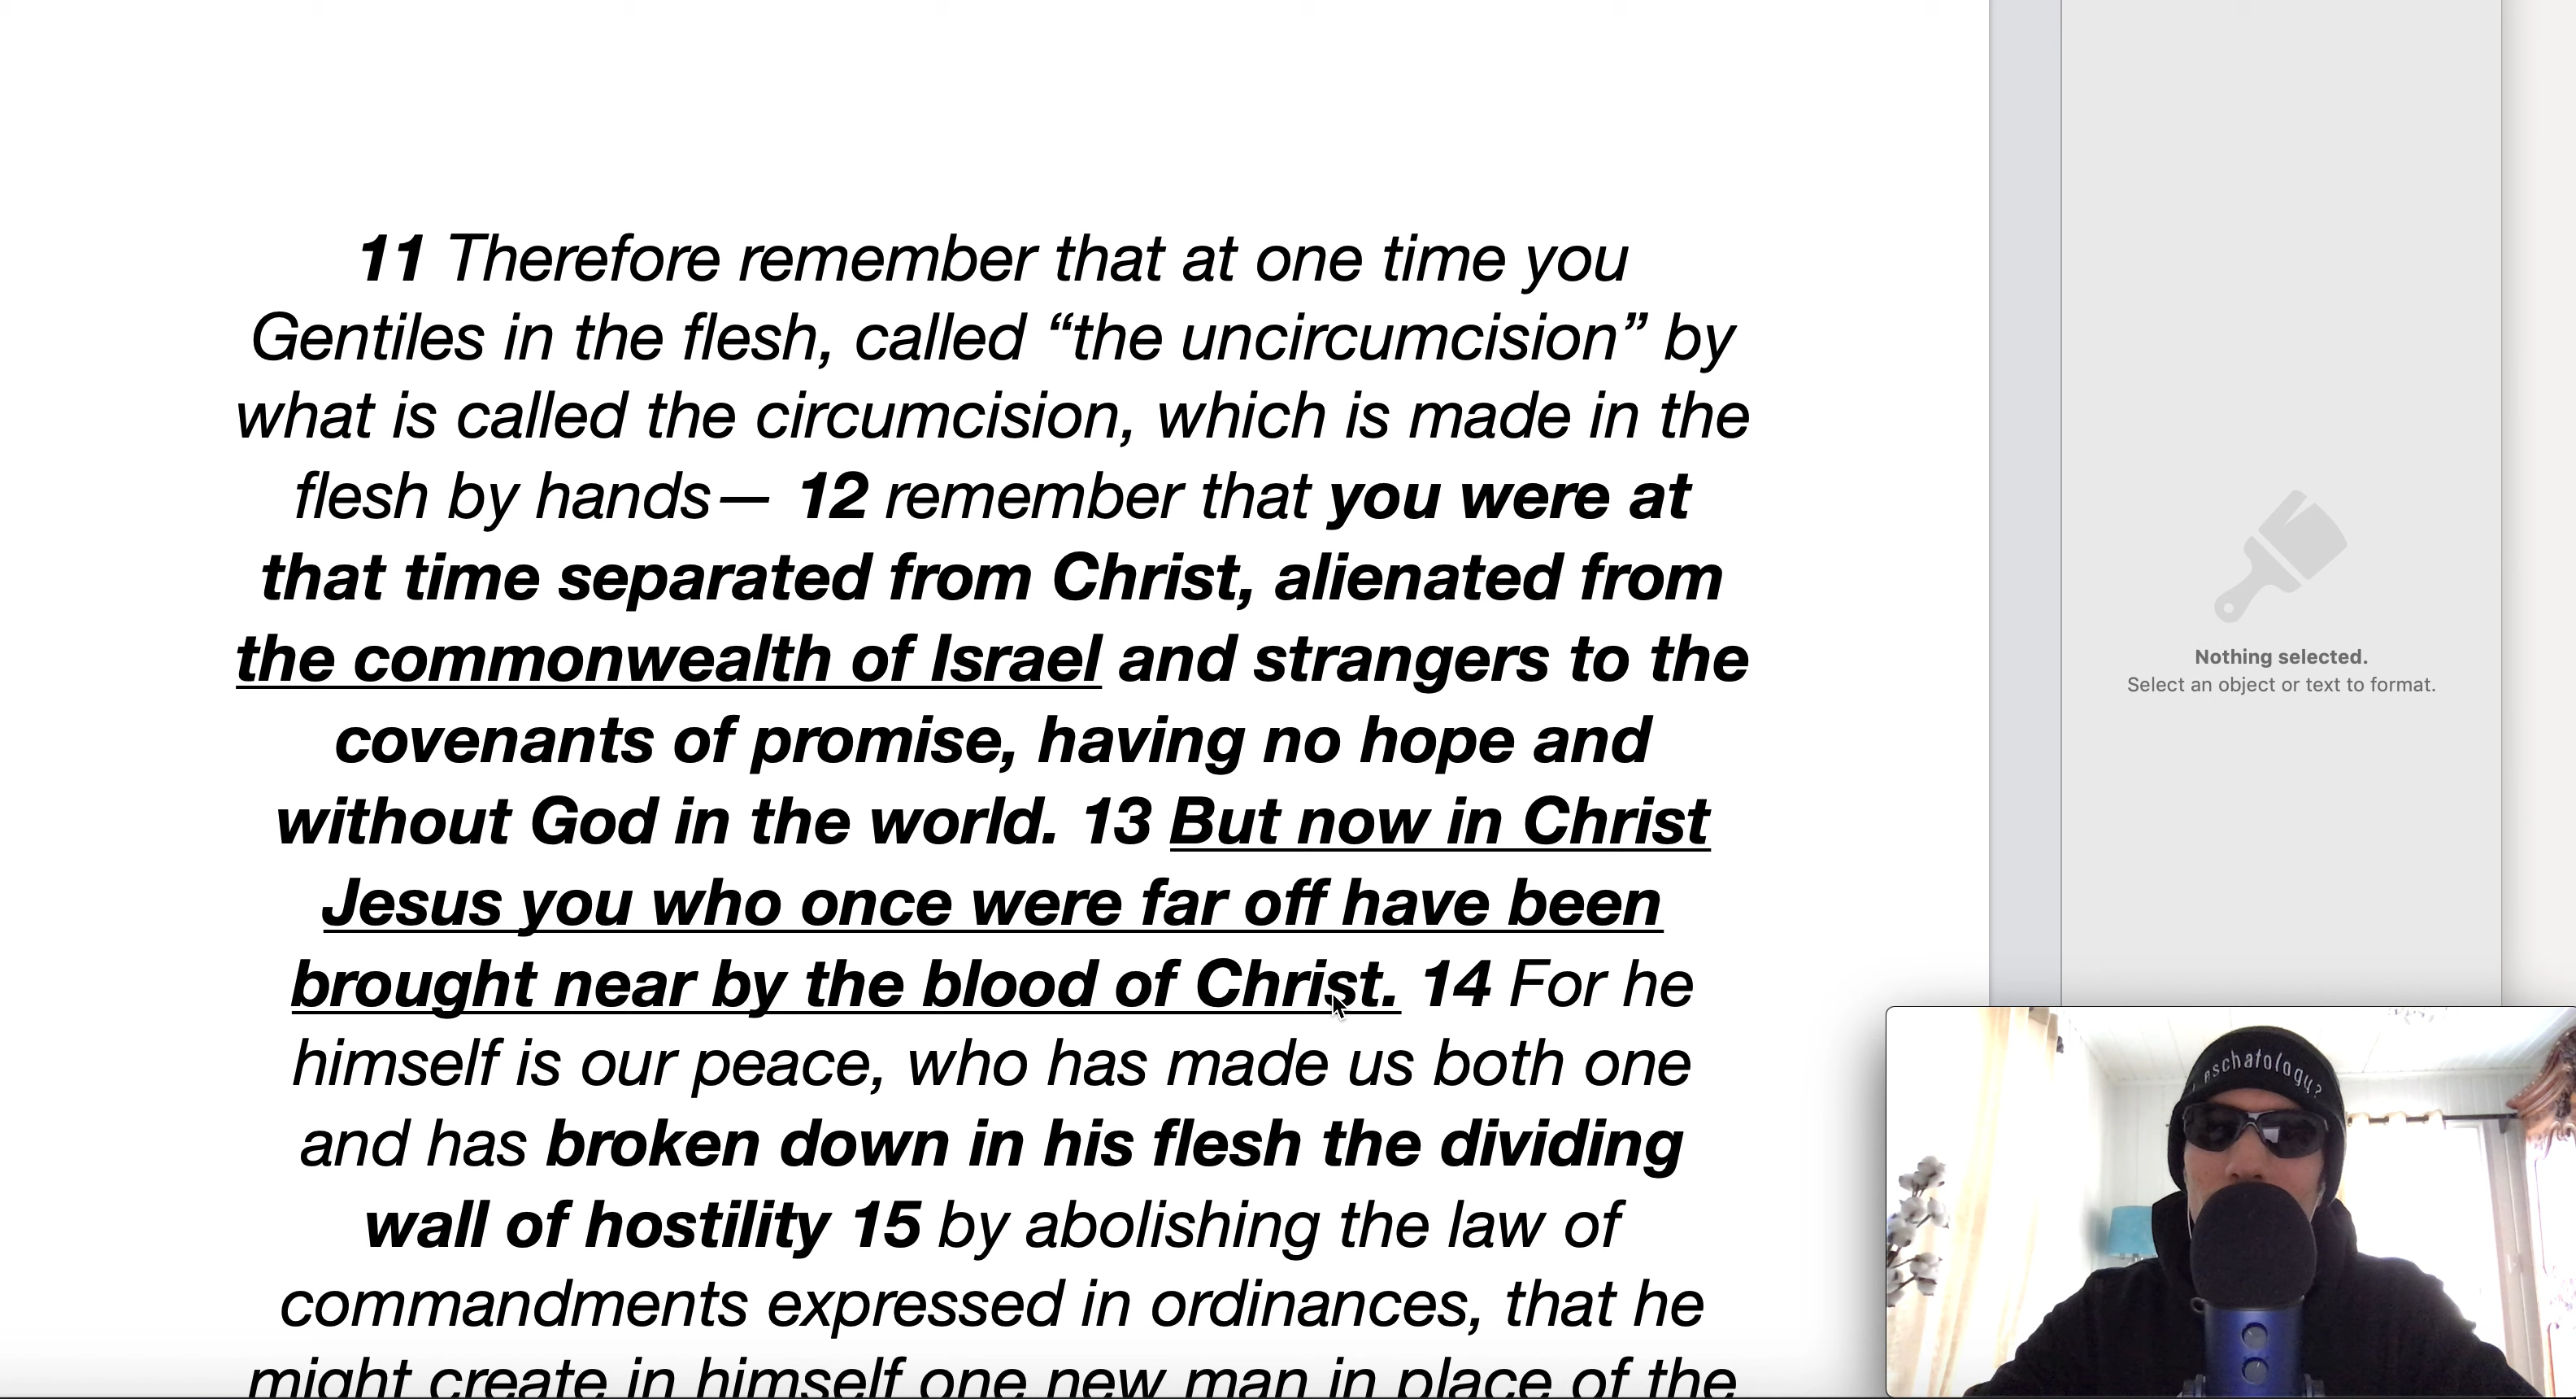 11 Therefore remember that at one time you
Gentiles in the flesh, called “the uncircumcision” by
what is called the circumcision, which is made in the
flesh by hands— 12 remember that you were at
that time separated from Christ, alienated from
the commonwealth of Israel and strangers to the
covenants of promise, having no hope and
without God in the world. 13 But now in Christ
Jesus you who once were far off have been
brought near by the blood of Christ. 14 For he
himself is our peace, who has made us both one
and has broken down in his flesh the dividing
wall of hostility 15 by abolishing the law of
commandments expressed in ordinances, that he
might create in himself one new man in place of the
Nothing selected.
Select an object or text to format.
eschatology?